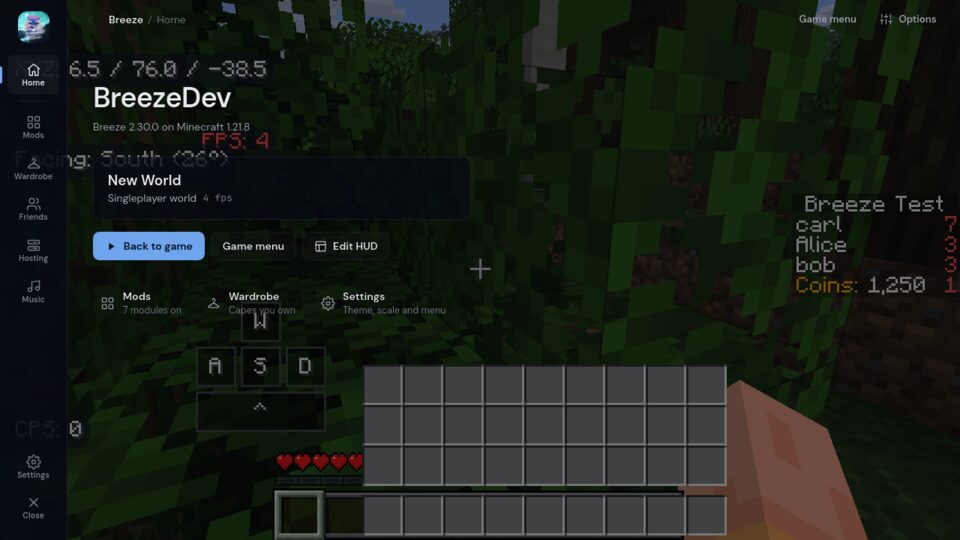 Breeze / Home
Game menu
Options
Home
XYZ: 6.5 / 76.0 / -38.5
BreezeDev
Breeze 2.30.0 on Minecraft 1.21.8
Mods
FPS: 4
Facing: South (26°)
Wardrobe
New World
Singleplayer world 4 fps
Friends
Breeze Test
carl 7
Alice 3
bob 3
Coins: 1,250 1
Hosting
Back to game
Game menu
Edit HUD
Music
Mods
7 modules on
Wardrobe
Capes you own
Settings
Theme, scale and menu
W
A S D
^
CPS: 0
Settings
Close